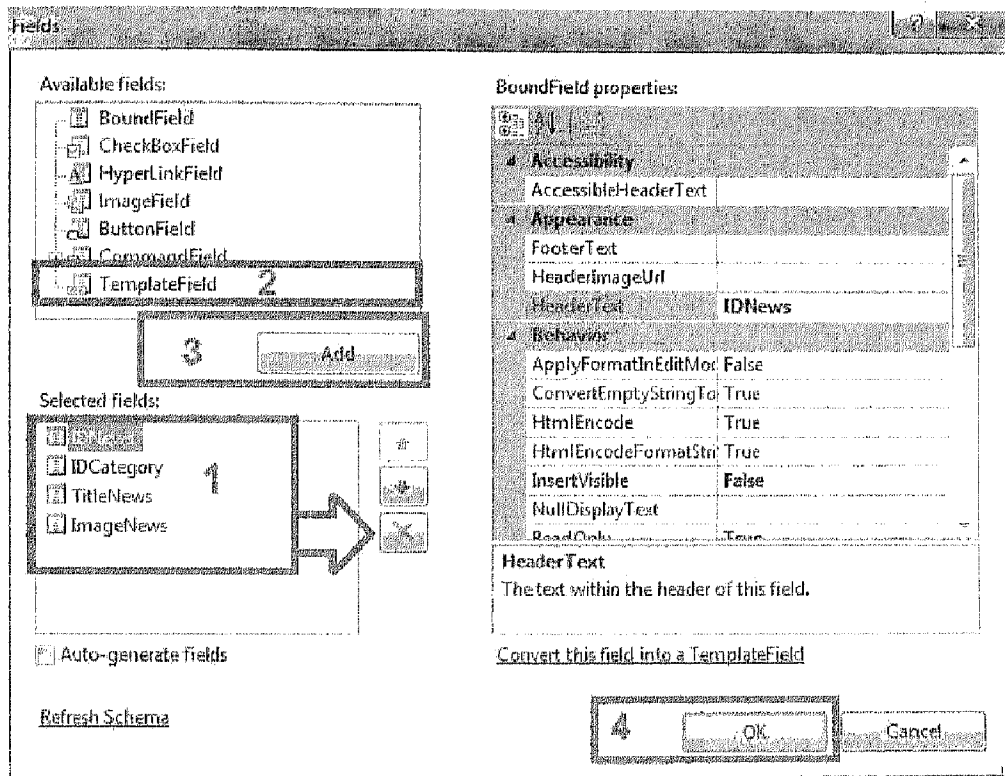 Fields
Available fields:
BoundField
CheckBoxField
HyperLinkField
ImageField
ButtonField
CommandField
TemplateField
2
3
Add
Selected fields:
IDNews
IDCategory
TitleNews
ImageNews
1
Auto-generate fields
Refresh Schema
BoundField properties:
Accessibility
AccessibleHeaderText
Appearance
FooterText
HeaderImageUrl
HeaderText IDNews
Behavior
ApplyFormatInEditMod False
ConvertEmptyStringTo True
HtmlEncode True
HtmlEncodeFormatStri True
InsertVisible False
NullDisplayText
ReadOnly True
HeaderText
The text within the header of this field.
Convert this field into a TemplateField
4
OK
Cancel